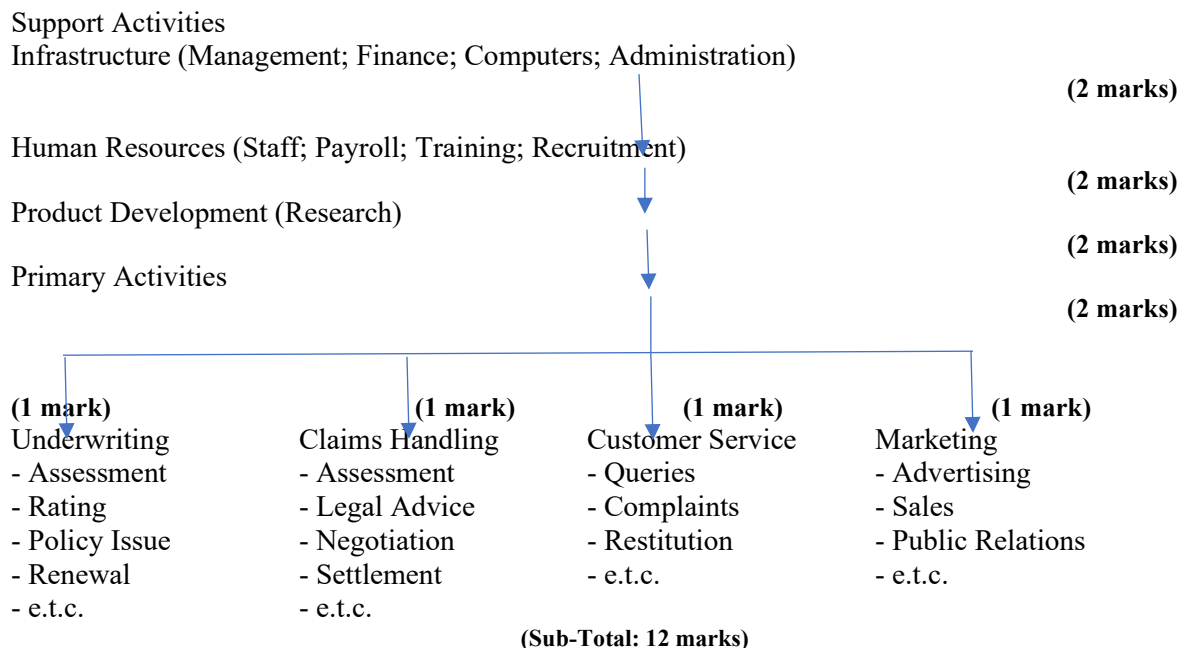 Support Activities
Infrastructure (Management; Finance; Computers; Administration)
(2 marks)
Human Resources (Staff; Payroll; Training; Recruitment)
(2 marks)
Product Development (Research)
(2 marks)
Primary Activities
(2 marks)
(1 mark) (1 mark) (1 mark) (1 mark)
Underwriting Claims Handling Customer Service Marketing
- Assessment - Assessment - Queries - Advertising
- Rating - Legal Advice - Complaints - Sales
- Policy Issue - Negotiation - Restitution - Public Relations
- Renewal - Settlement - e.t.c. - e.t.c.
- e.t.c. - e.t.c.
(Sub-Total: 12 marks)